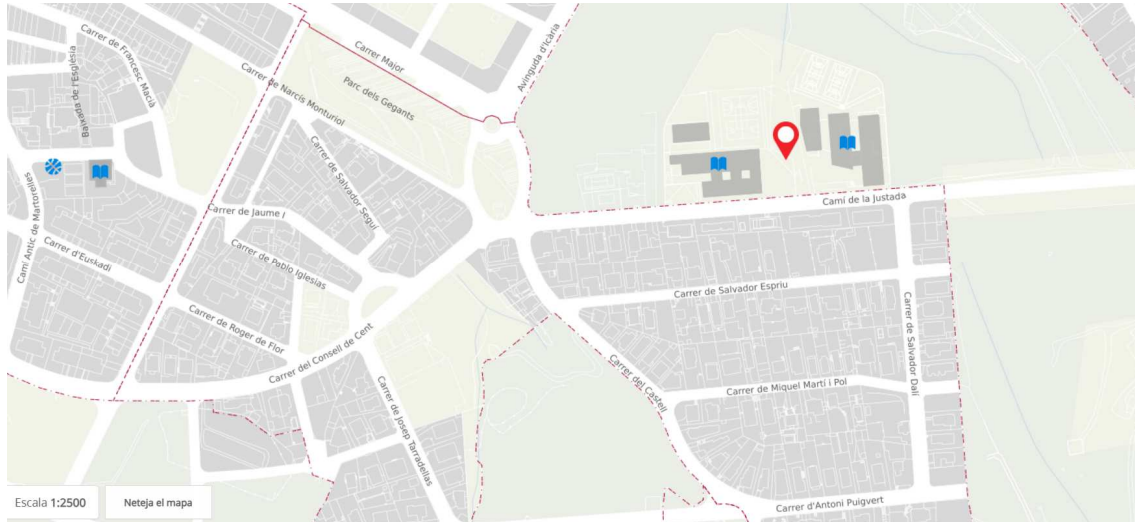 Carrer de Francesc Macià
Baixada de l'Església
Carrer Major
Avinguda d'Icària
Parc dels Gegants
Carrer de Narcís Monturiol
Carrer de Salvador Seguí
Camí Antic de Martorelles
Carrer de Jaume I
Camí de la Justada
Carrer d'Euskadi
Carrer de Pablo Iglesias
Carrer de Salvador Espriu
Carrer de Roger de Flor
Carrer del Consell de Cent
Carrer de Salvador Dalí
Carrer del Castell
Carrer de Miquel Martí i Pol
Carrer de Josep Tarradellas
Escala 1:2500
Neteja el mapa
Carrer d'Antoni Puigvert